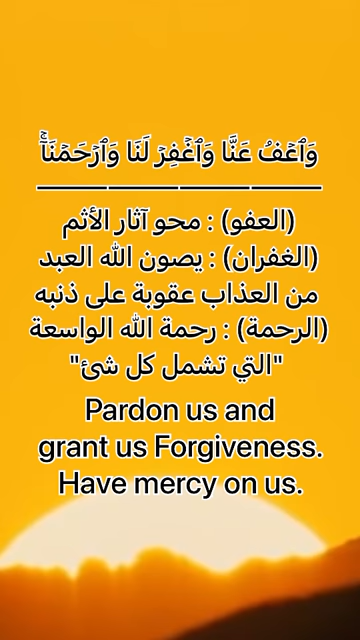 وَٱعۡفُ عَنَّا وَٱغۡفِرۡ لَنَا وَٱرۡحَمۡنَآۚ
(العفو) : محو آثار الأثم
(الغفران) : يصون الله العبد
من العذاب عقوبة على ذنبه
(الرحمة) : رحمة الله الواسعة
"التي تشمل كل شئ"
Pardon us and
grant us Forgiveness.
Have mercy on us.